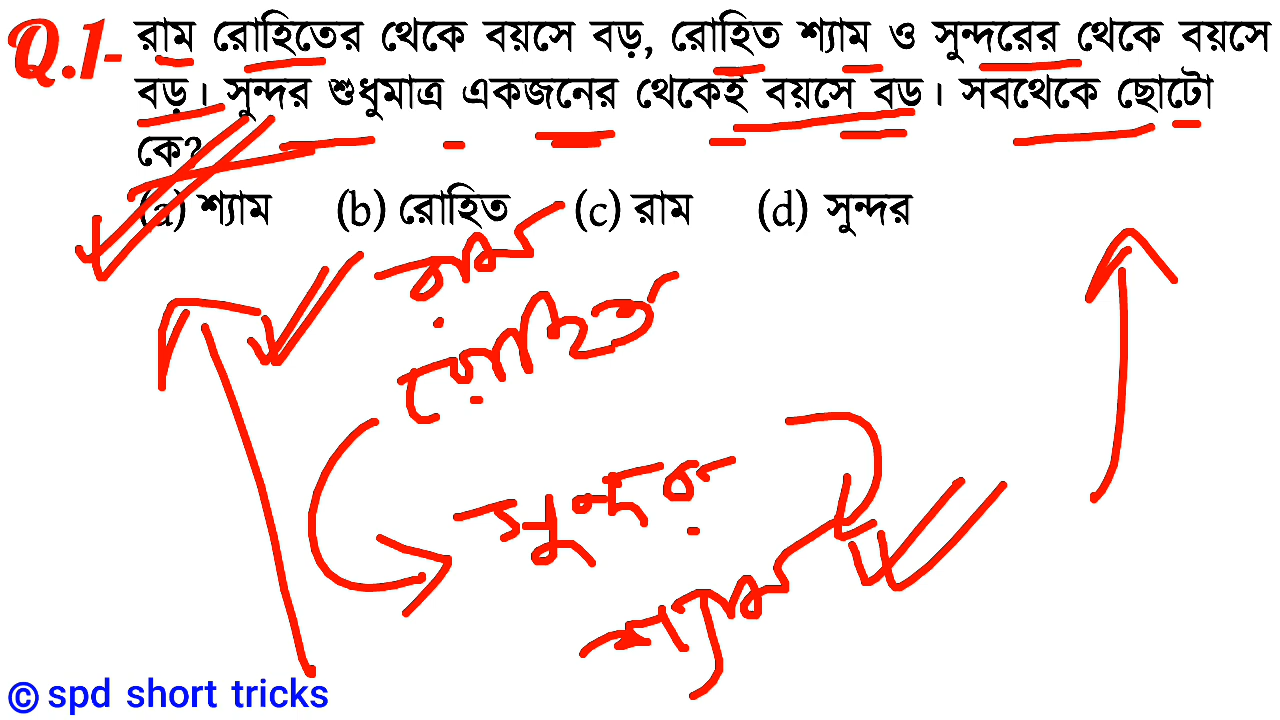 Q.1- রাম রোহিতের থেকে বয়সে বড়, রোহিত শ্যাম ও সুন্দরের থেকে বয়সে
বড়। সুন্দর শুধুমাত্র একজনের থেকেই বয়সে বড। সবথেকে ছোটো
কে?
(a) শ্যাম (b) রোহিত (c) রাম (d) সুন্দর
রাম
রোহিত
সুন্দর
শ্যাম
© spd short tricks